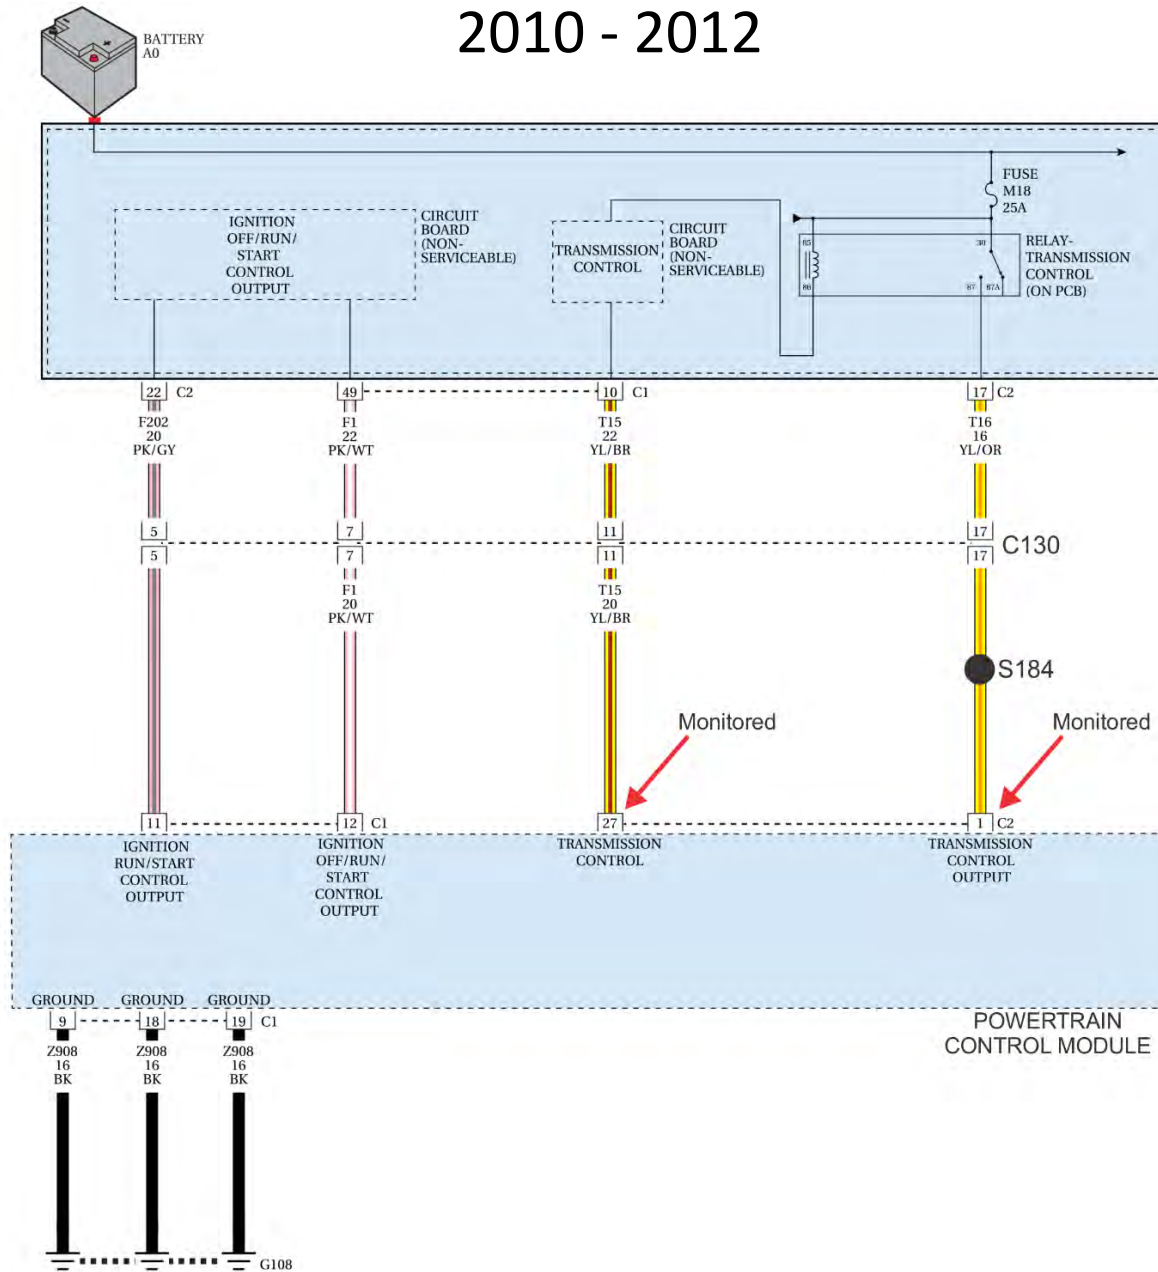 2010 - 2012
BATTERY
A0
FUSE
M18
25A
IGNITION
OFF/RUN/
START
CONTROL
OUTPUT
CIRCUIT
BOARD
(NON-
SERVICEABLE)
TRANSMISSION
CONTROL
CIRCUIT
BOARD
(NON-
SERVICEABLE)
85
86
30
87
87A
RELAY-
TRANSMISSION
CONTROL
(ON PCB)
22 C2
49
10 C1
17 C2
F202
20
PK/GY
F1
22
PK/WT
T15
22
YL/BR
T16
16
YL/OR
5
7
11
17
C130
5
7
11
17
F1
20
PK/WT
T15
20
YL/BR
S184
Monitored
Monitored
11
12 C1
27
1 C2
IGNITION
RUN/START
CONTROL
OUTPUT
IGNITION
OFF/RUN/
START
CONTROL
OUTPUT
TRANSMISSION
CONTROL
TRANSMISSION
CONTROL
OUTPUT
GROUND
GROUND
GROUND
9
18
19 C1
POWERTRAIN
CONTROL MODULE
Z908
16
BK
Z908
16
BK
Z908
16
BK
G108